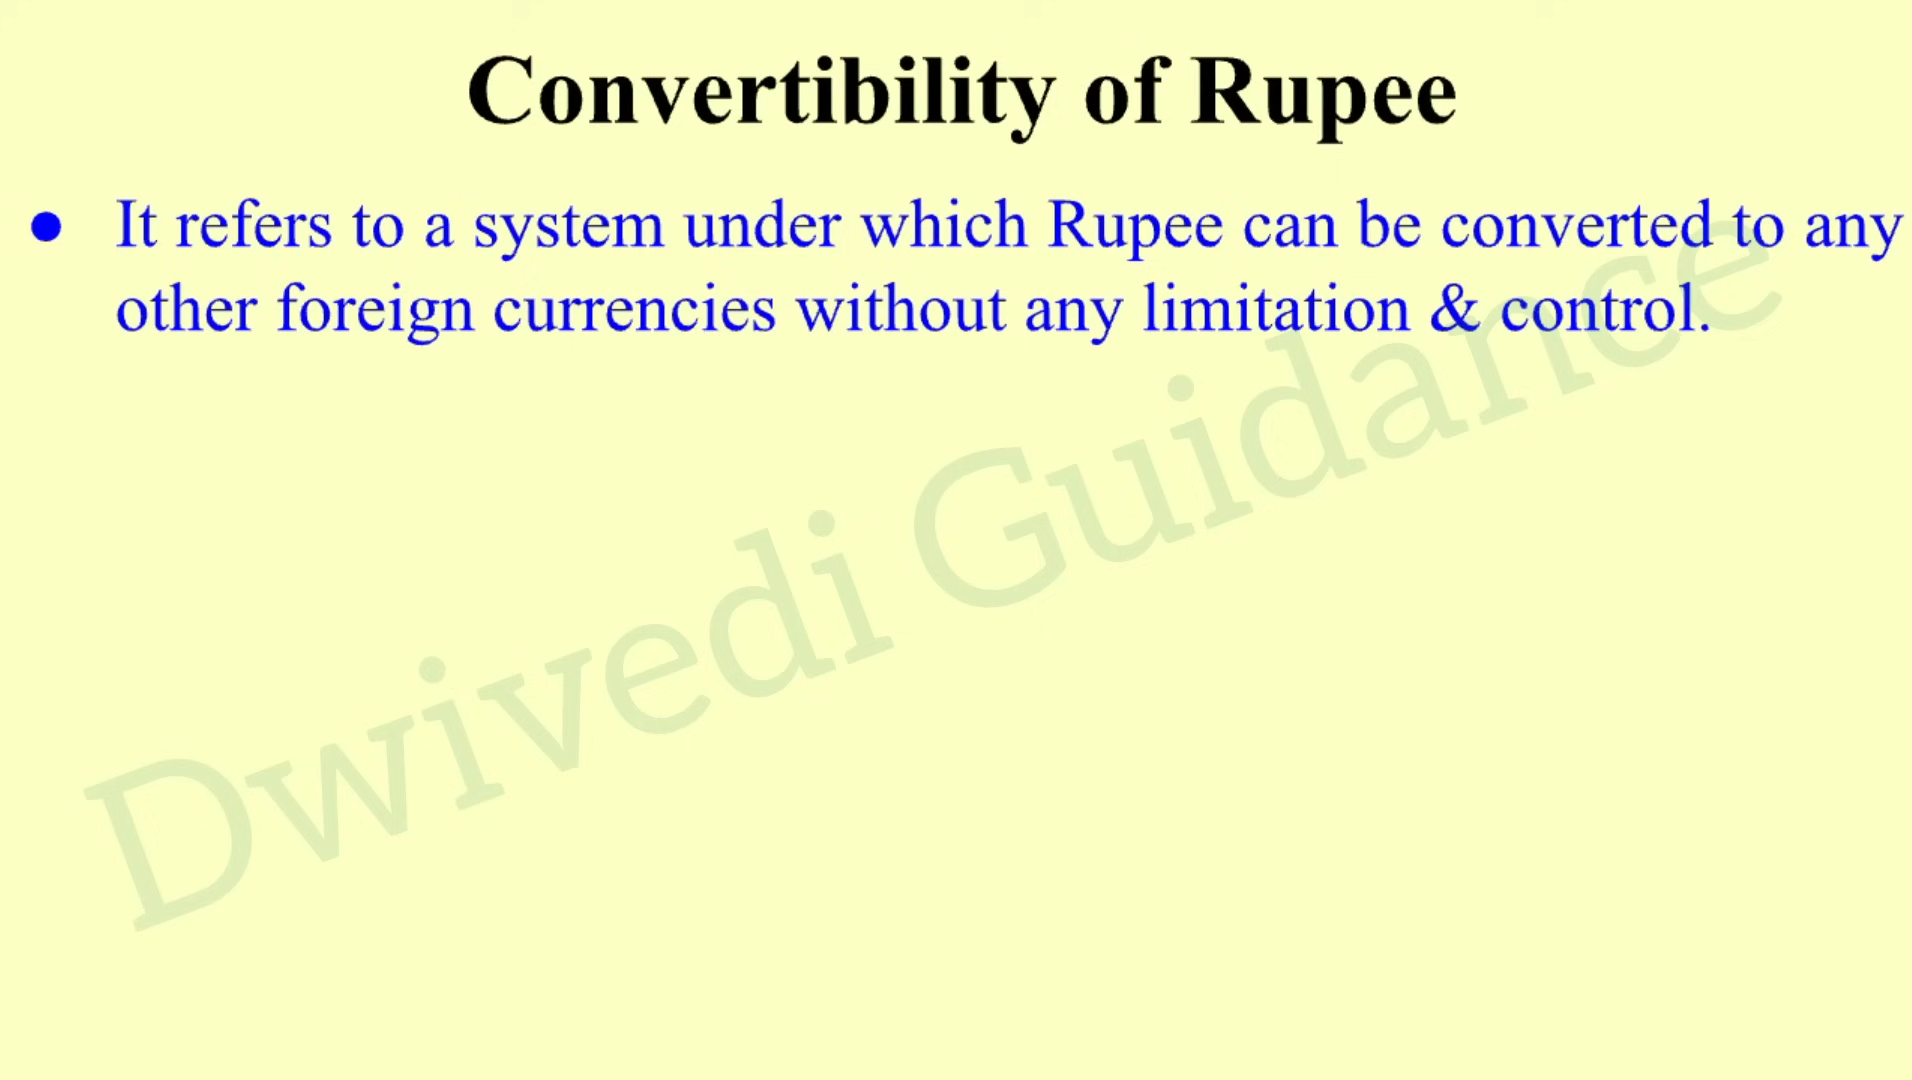 Convertibility of Rupee
● It refers to a system under which Rupee can be converted to any
other foreign currencies without any limitation & control.
Dwivedi Guidance